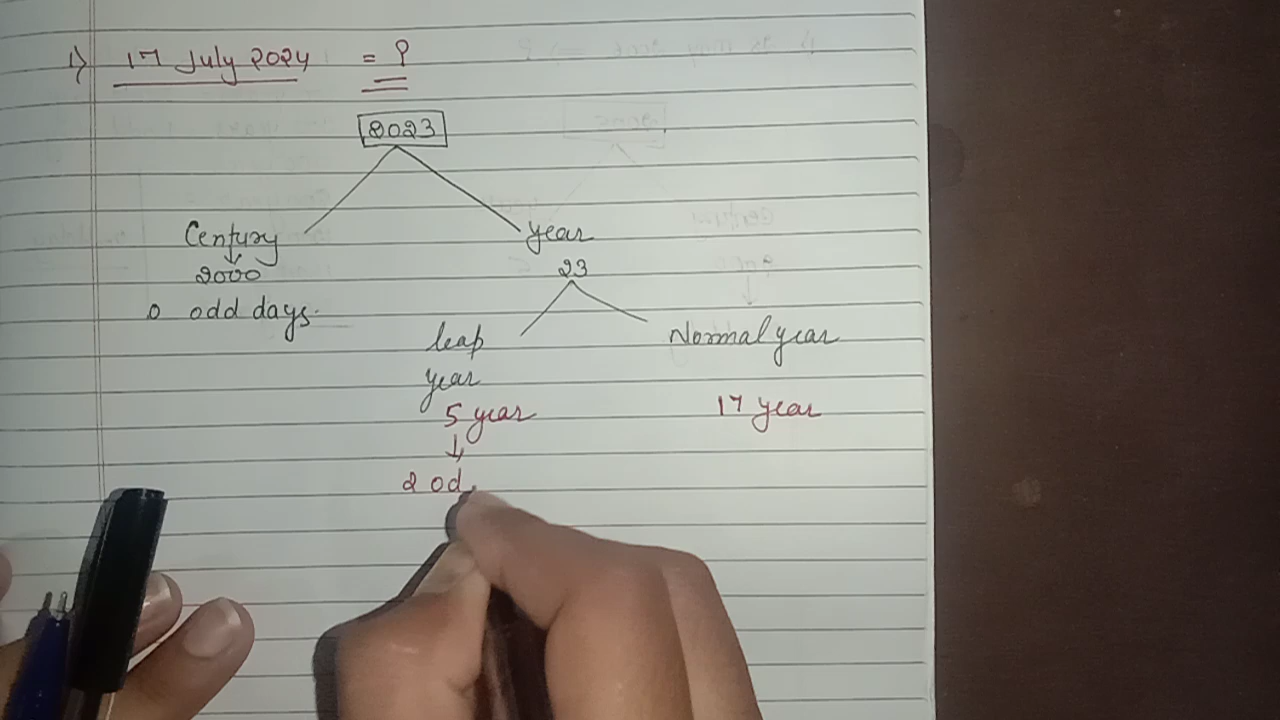 1) 17 July 2024 = ?
2023
Century year
2000 23
0 odd days.
leap Normal year
year
5 year 17 year
↓
2 od